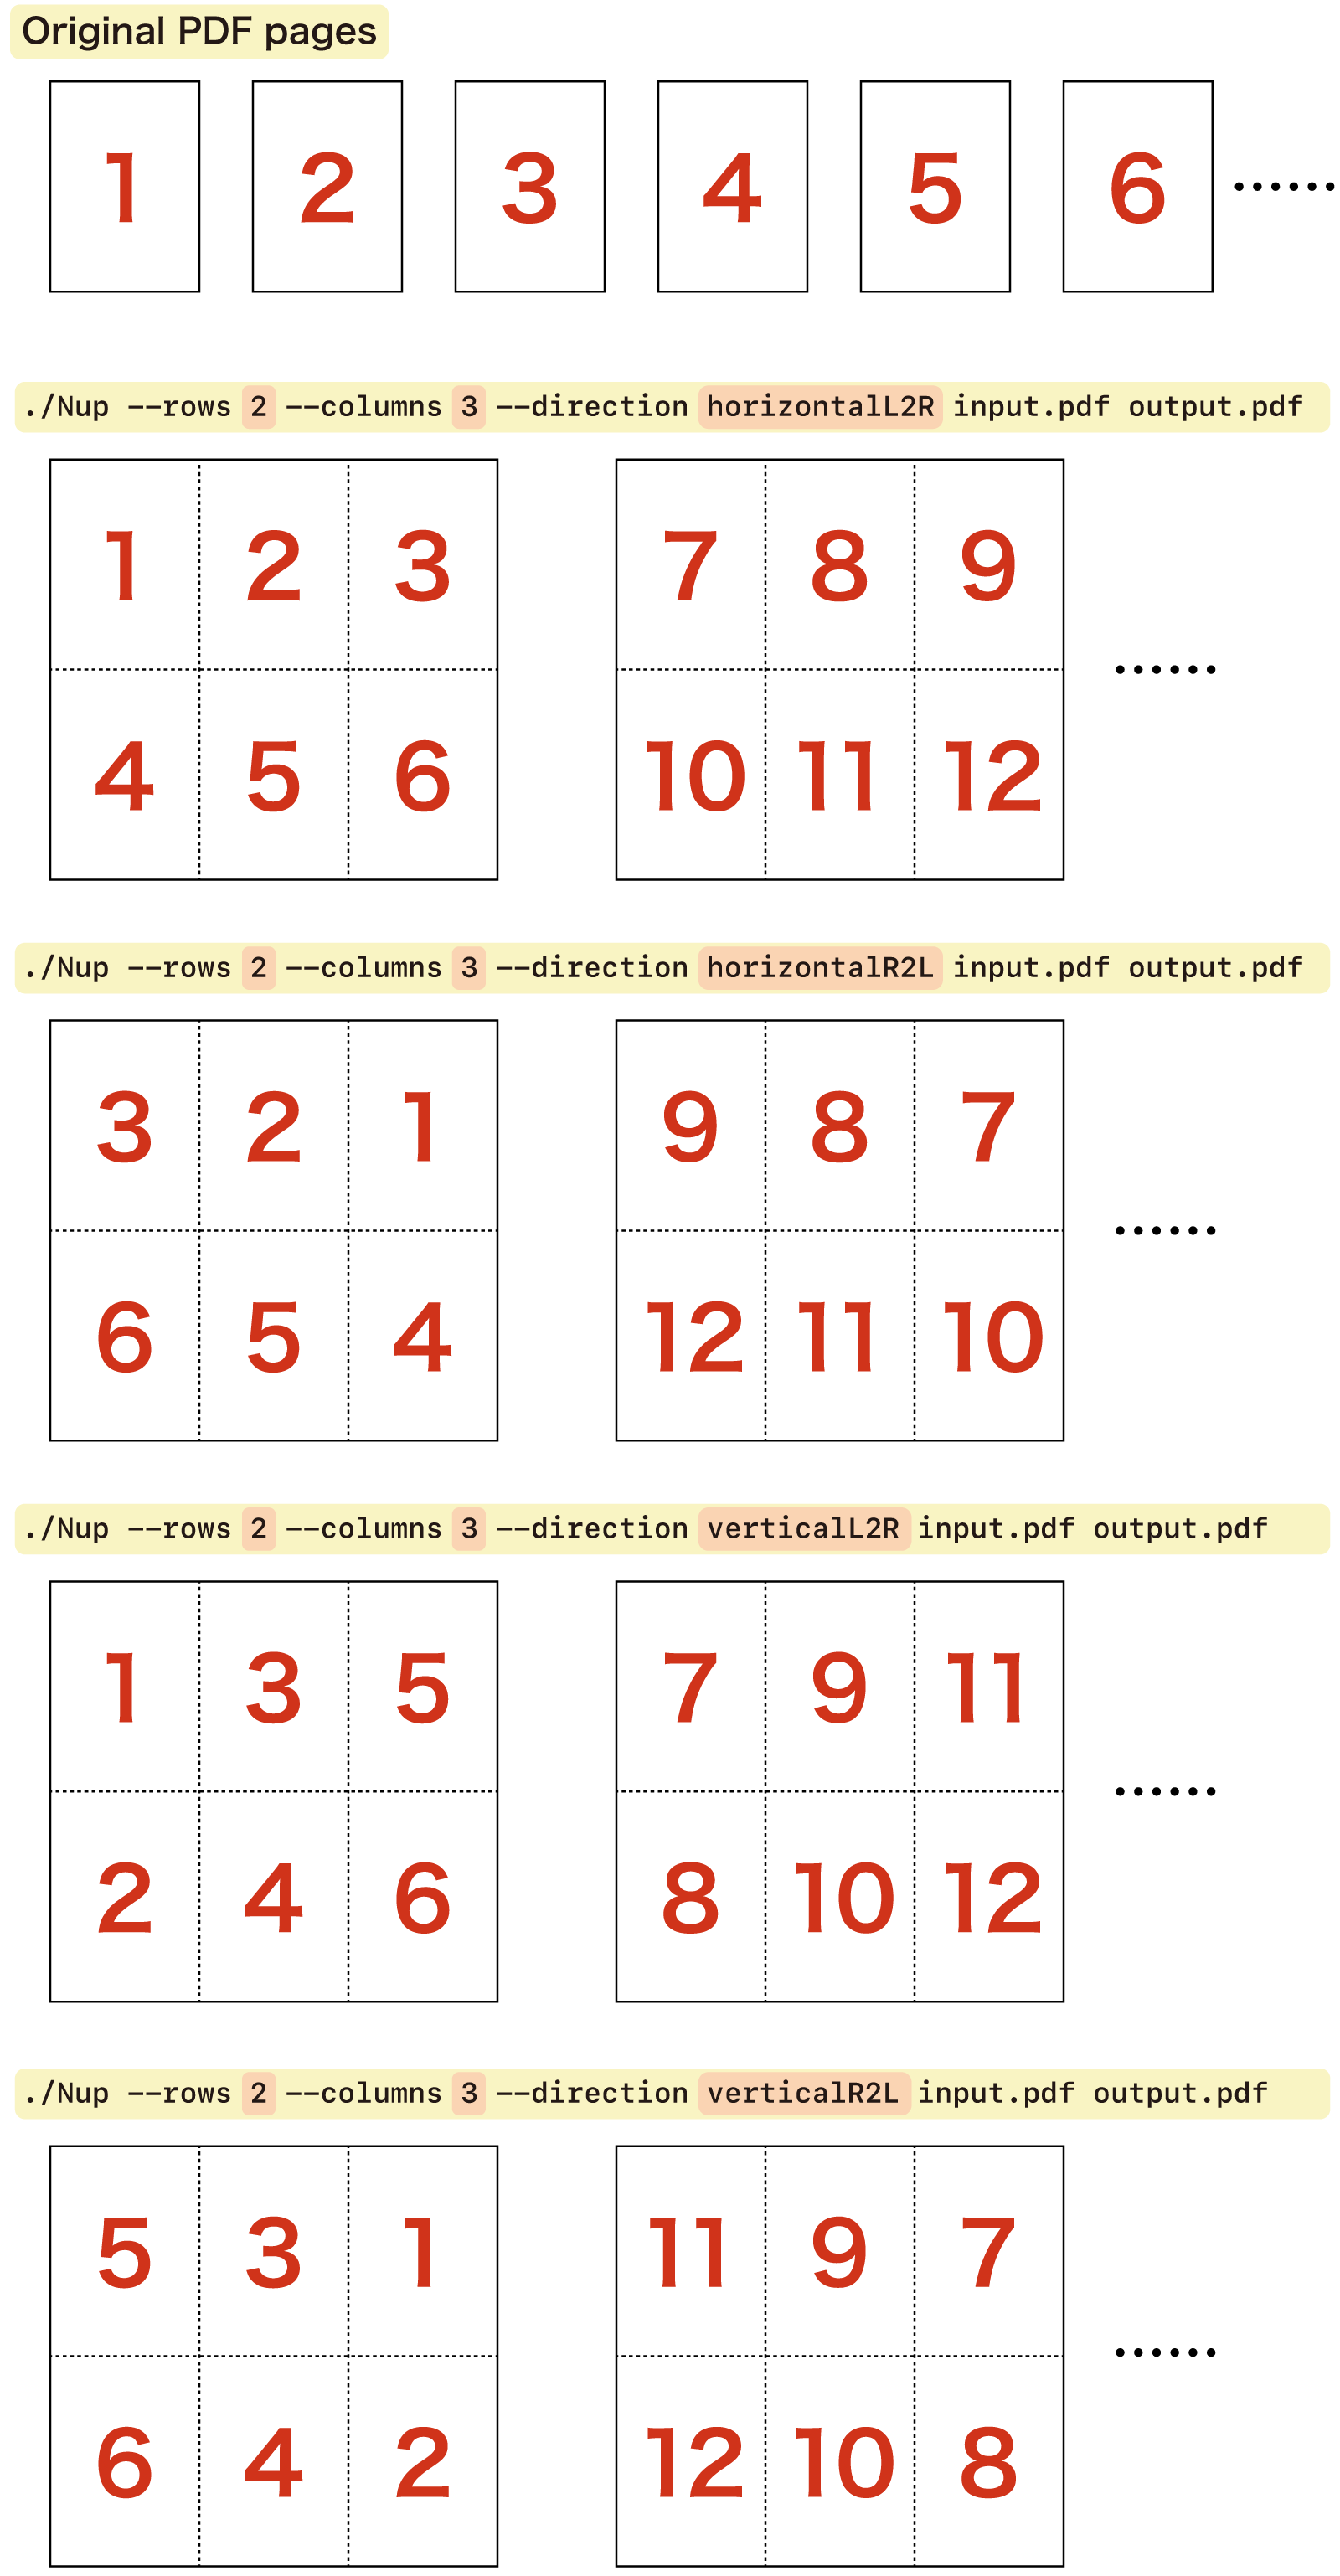 Original PDF pages
1 2 3 4 5 6 ······
./Nup --rows 2 --columns 3 --direction horizontalL2R input.pdf output.pdf
1 2 3 7 8 9
······
4 5 6 10 11 12
./Nup --rows 2 --columns 3 --direction horizontalR2L input.pdf output.pdf
3 2 1 9 8 7
······
6 5 4 12 11 10
./Nup --rows 2 --columns 3 --direction verticalL2R input.pdf output.pdf
1 3 5 7 9 11
······
2 4 6 8 10 12
./Nup --rows 2 --columns 3 --direction verticalR2L input.pdf output.pdf
5 3 1 11 9 7
······
6 4 2 12 10 8